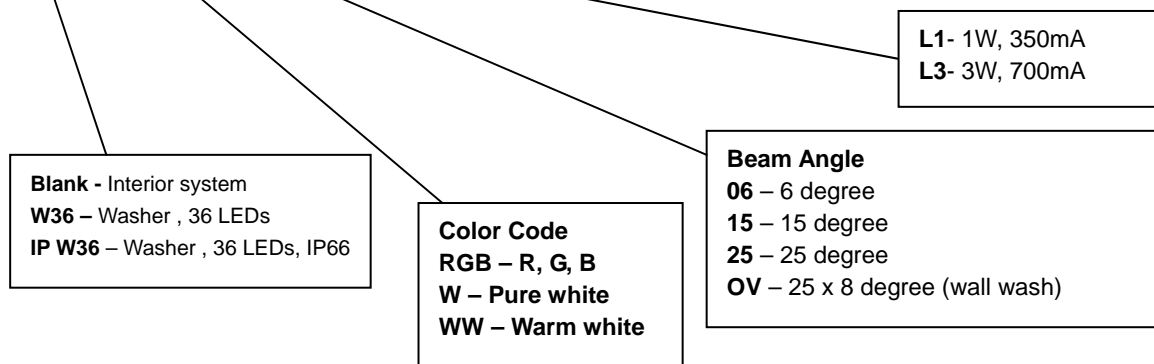 L1- 1W, 350mA
L3- 3W, 700mA
Blank - Interior system
W36 – Washer , 36 LEDs
IP W36 – Washer , 36 LEDs, IP66
Color Code
RGB – R, G, B
W – Pure white
WW – Warm white
Beam Angle
06 – 6 degree
15 – 15 degree
25 – 25 degree
OV – 25 x 8 degree (wall wash)